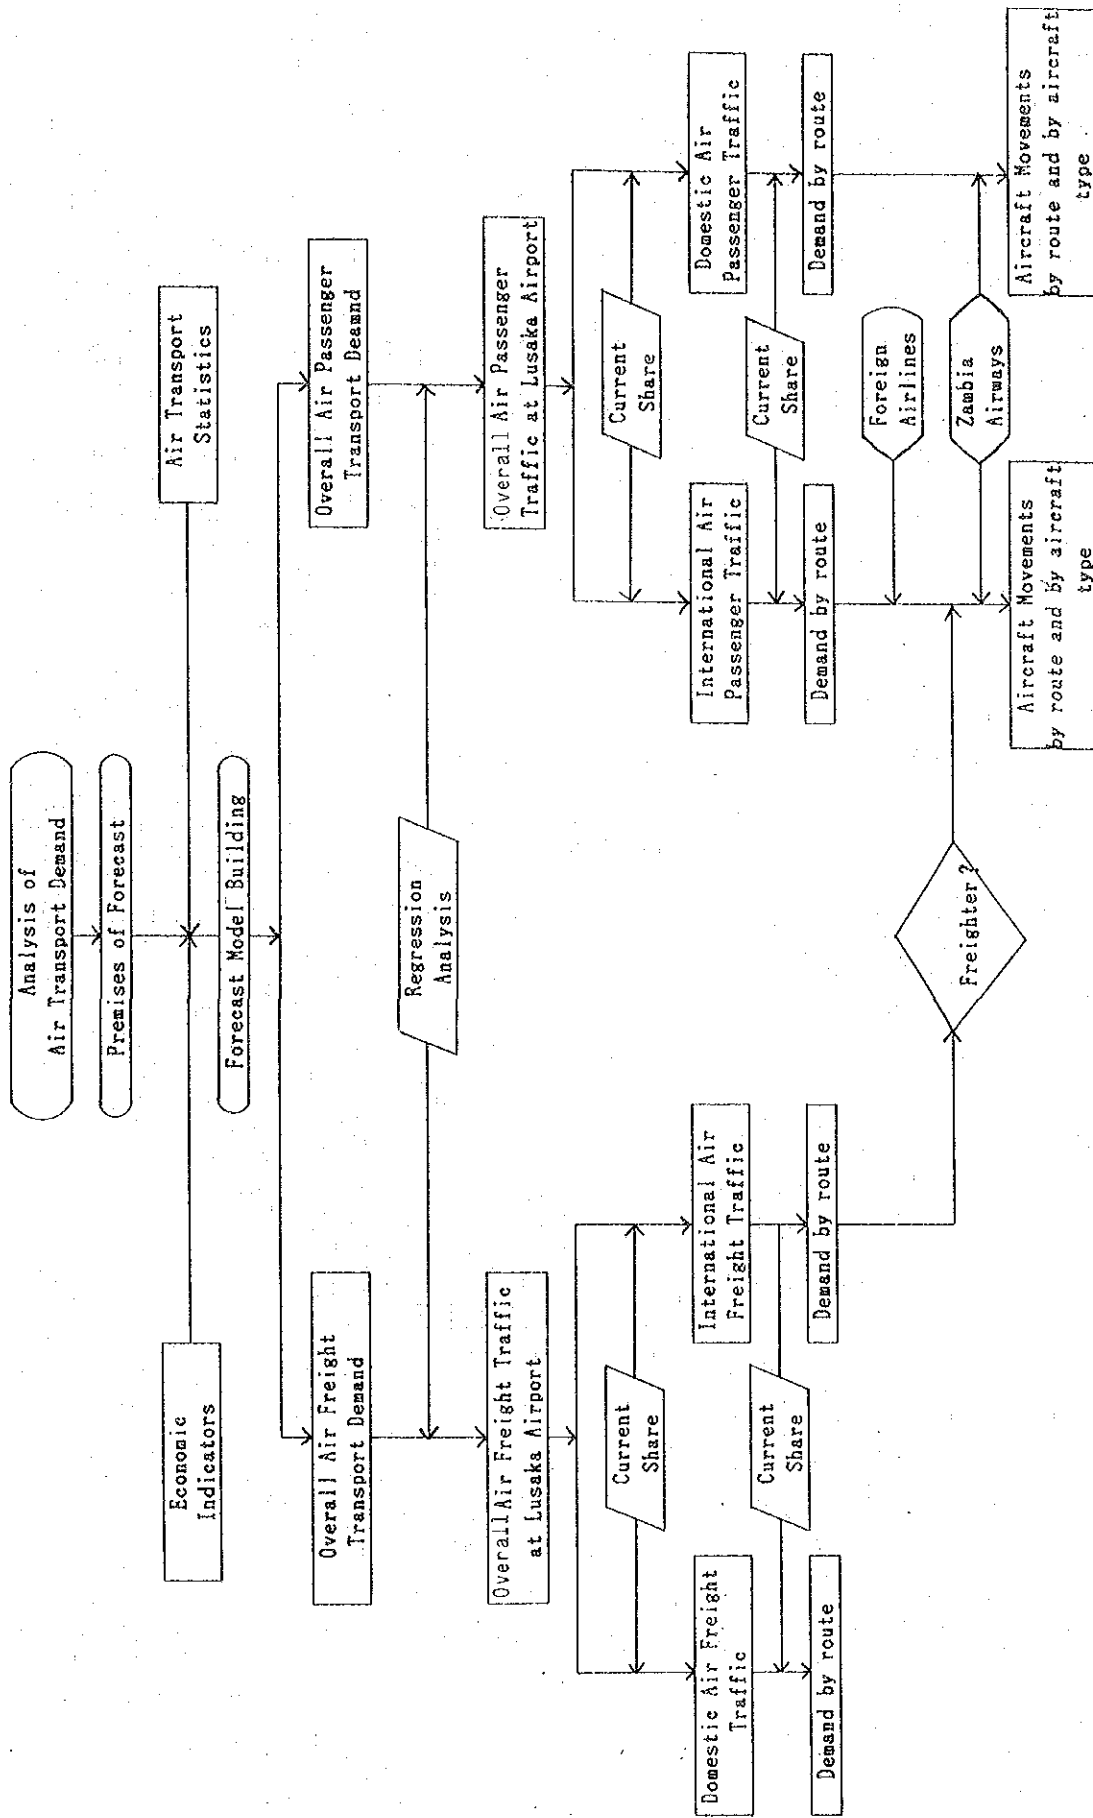 Analysis of
Air Transport Demand
Premises of Forecast
Economic
Indicators
Air Transport
Statistics
Forecast Model Building
Overall Air Freight
Transport Demand
Overall Air Passenger
Transport Deamnd
Regression
Analysis
Overall Air Freight Traffic
at Lusaka Airport
Overall Air Passenger
Traffic at Lusaka Airport
Current
Share
Current
Share
Domestic Air Freight
Traffic
International Air
Freight Traffic
International Air
Passenger Traffic
Domestic Air
Passenger Traffic
Current
Share
Current
Share
Demand by route
Demand by route
Demand by route
Demand by route
Foreign
Airlines
Freighter ?
Zambia
Airways
Aircraft Movements
by route and by aircraft
type
Aircraft Movements
by route and by aircraft
type